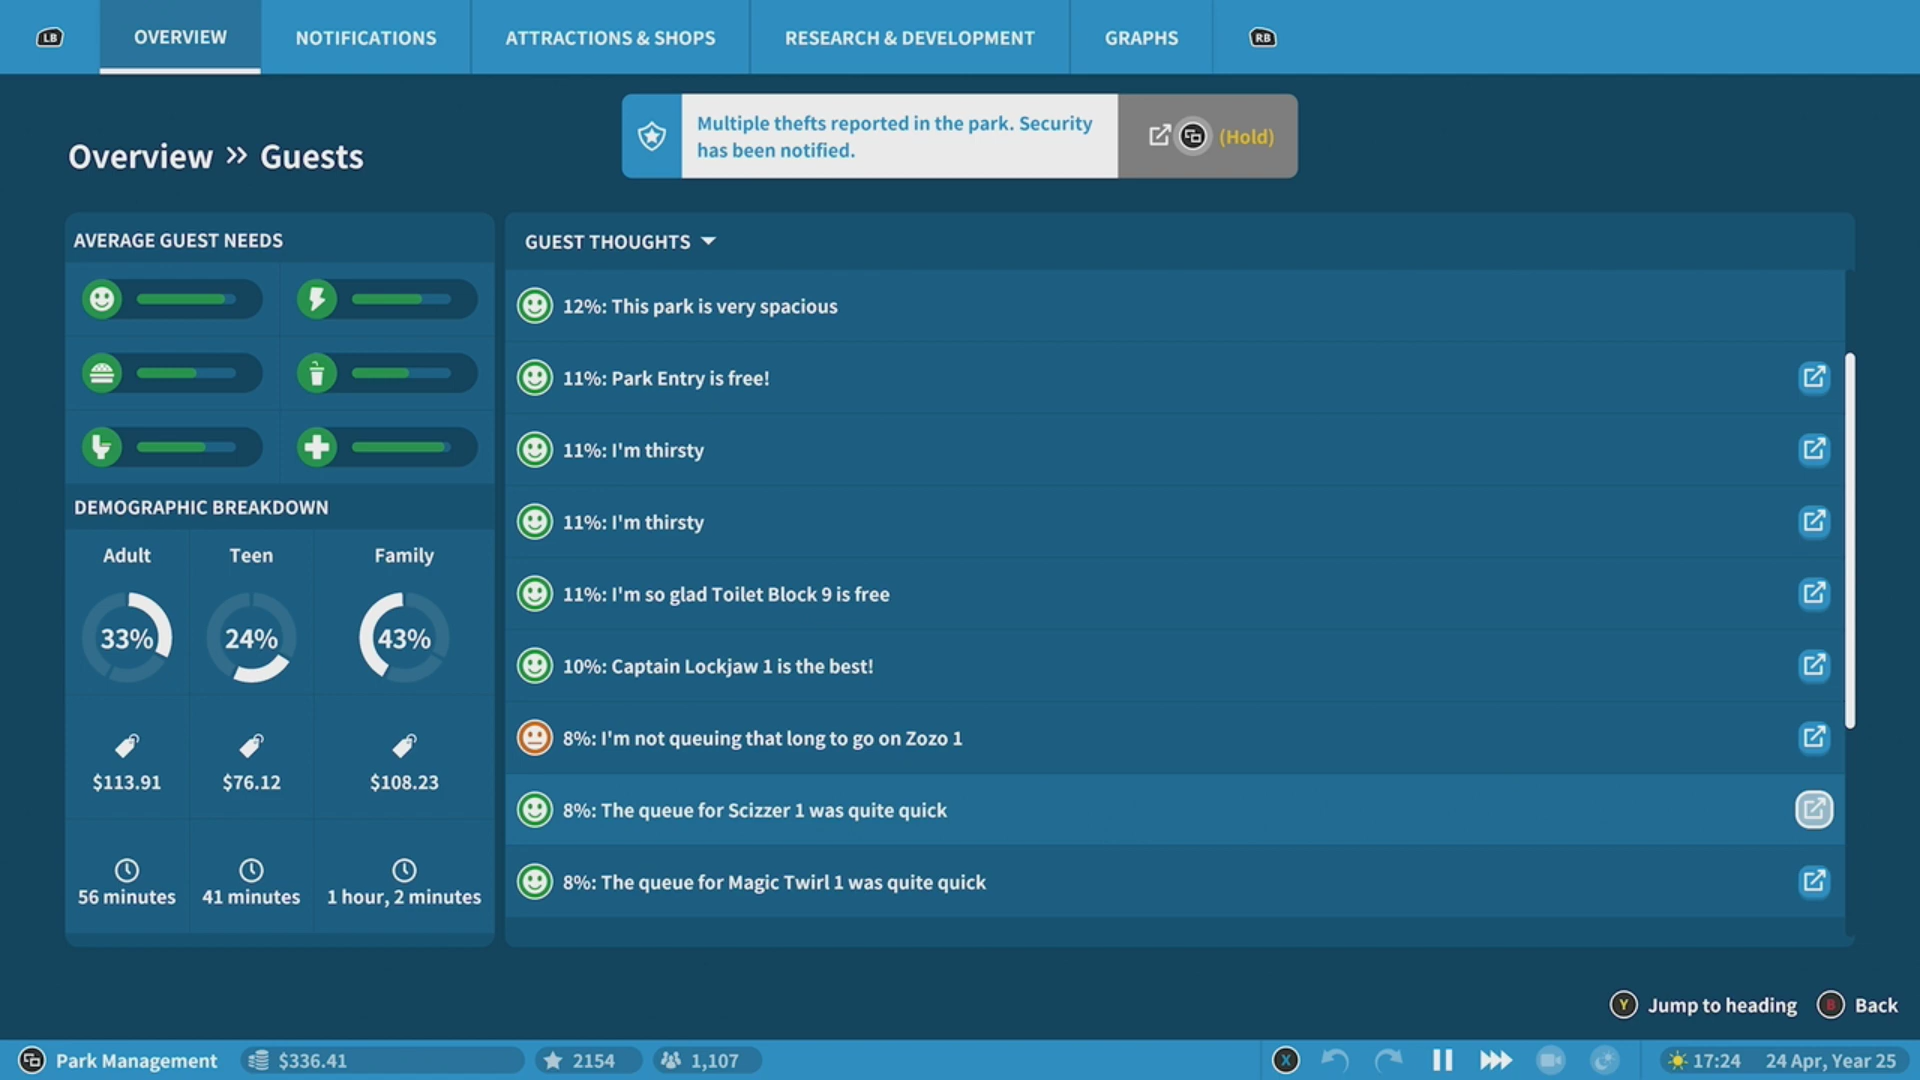 LB
OVERVIEW
NOTIFICATIONS
ATTRACTIONS & SHOPS
RESEARCH & DEVELOPMENT
GRAPHS
RB
Multiple thefts reported in the park. Security
has been notified.
(Hold)
Overview >> Guests
AVERAGE GUEST NEEDS
DEMOGRAPHIC BREAKDOWN
Adult
Teen
Family
33%
24%
43%
$113.91
$76.12
$108.23
56 minutes
41 minutes
1 hour, 2 minutes
GUEST THOUGHTS
12%: This park is very spacious
11%: Park Entry is free!
11%: I'm thirsty
11%: I'm thirsty
11%: I'm so glad Toilet Block 9 is free
10%: Captain Lockjaw 1 is the best!
8%: I'm not queuing that long to go on Zozo 1
8%: The queue for Scizzer 1 was quite quick
8%: The queue for Magic Twirl 1 was quite quick
Y Jump to heading
B Back
Park Management
$336.41
2154
1,107
X
17:24
24 Apr, Year 25